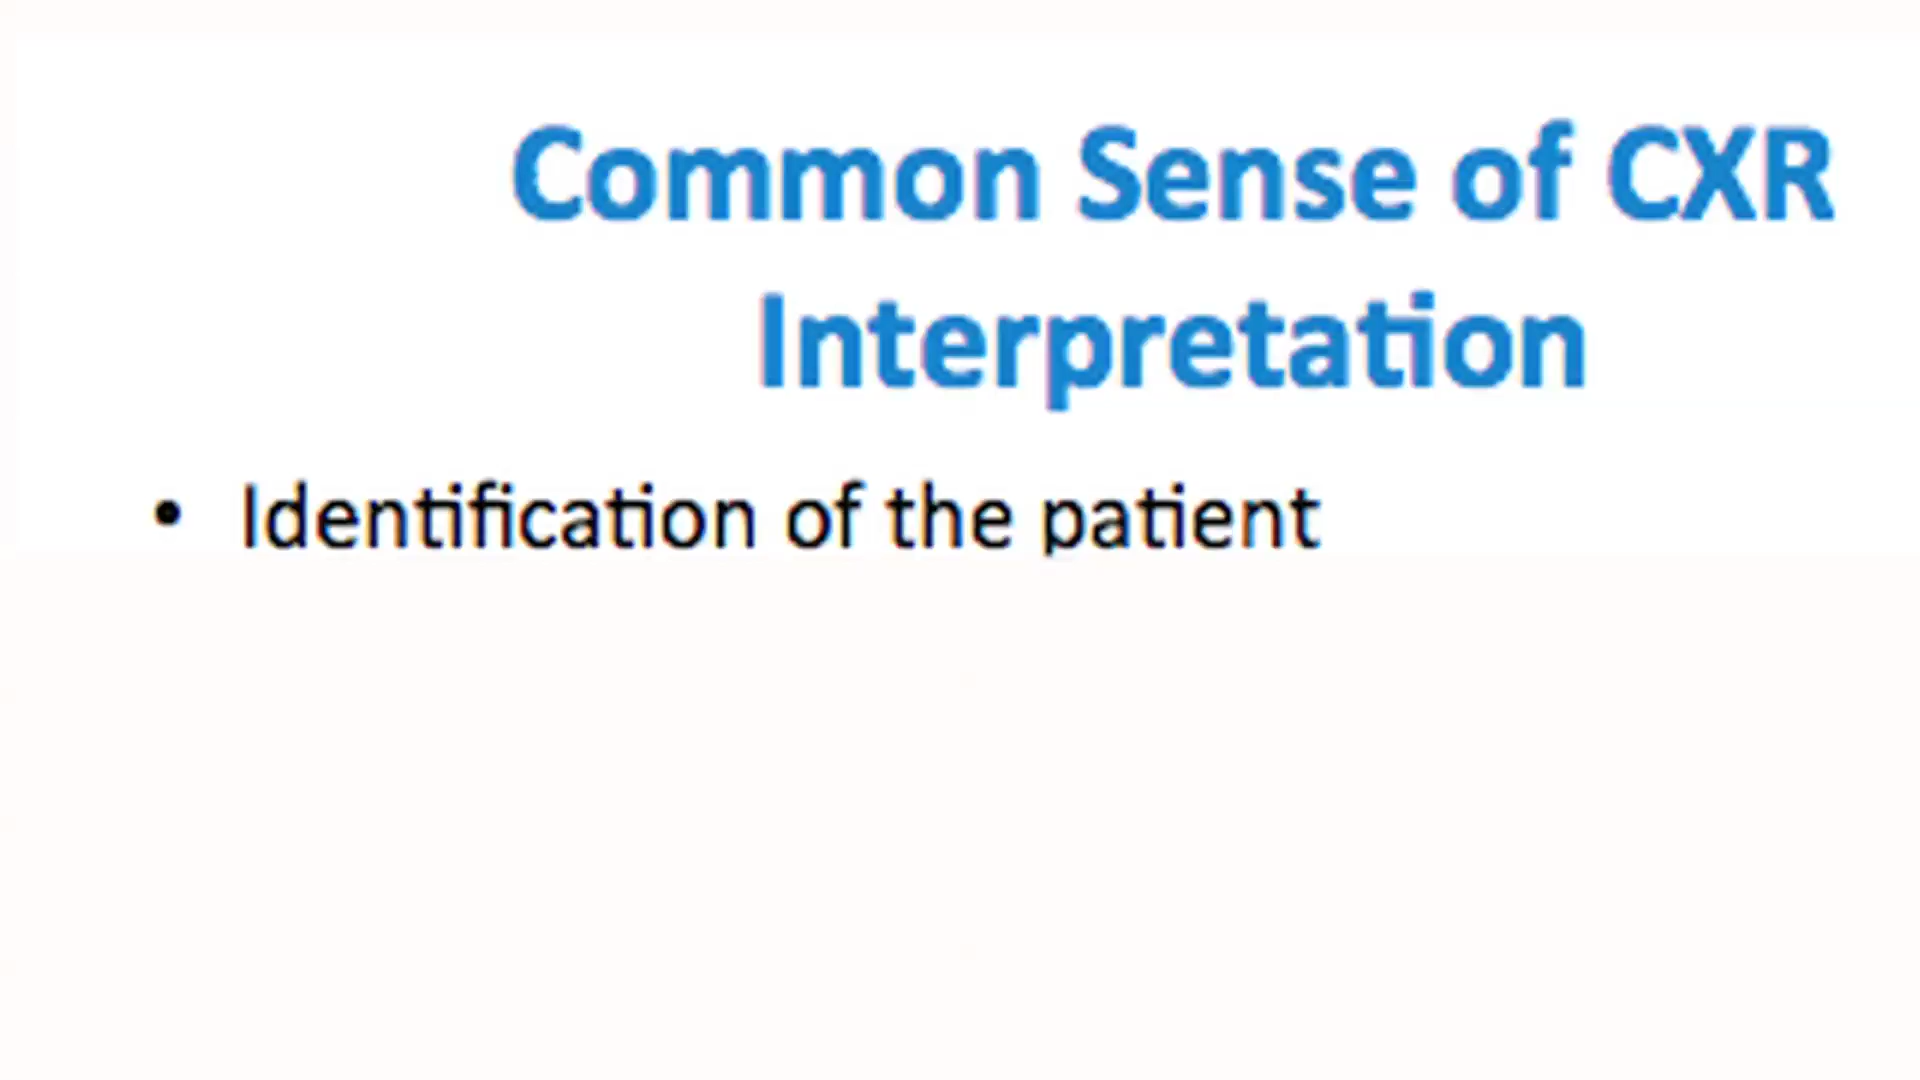 Common Sense of CXR
Interpretation
• Identification of the patient